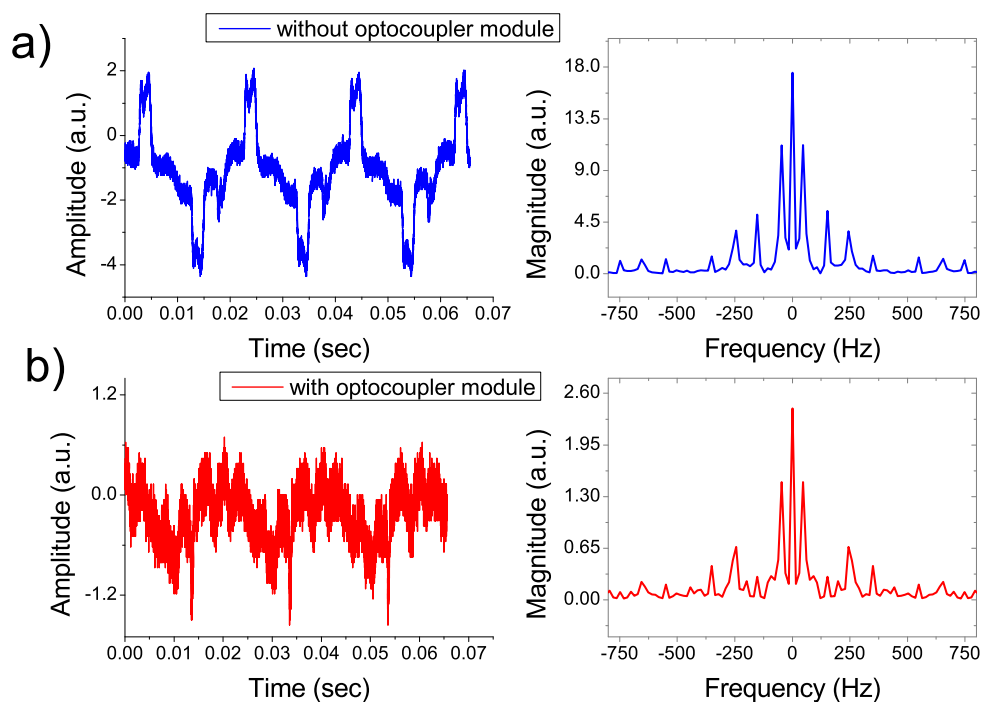 a)
without optocoupler module
Amplitude (a.u.)
2
0
-2
-4
0.00 0.01 0.02 0.03 0.04 0.05 0.06 0.07
Time (sec)
Magnitude (a.u.)
18.0
13.5
9.0
4.5
0.0
-750 -500 -250 0 250 500 750
Frequency (Hz)
b)
with optocoupler module
Amplitude (a.u.)
1.2
0.0
-1.2
0.00 0.01 0.02 0.03 0.04 0.05 0.06 0.07
Time (sec)
Magnitude (a.u.)
2.60
1.95
1.30
0.65
0.00
-750 -500 -250 0 250 500 750
Frequency (Hz)